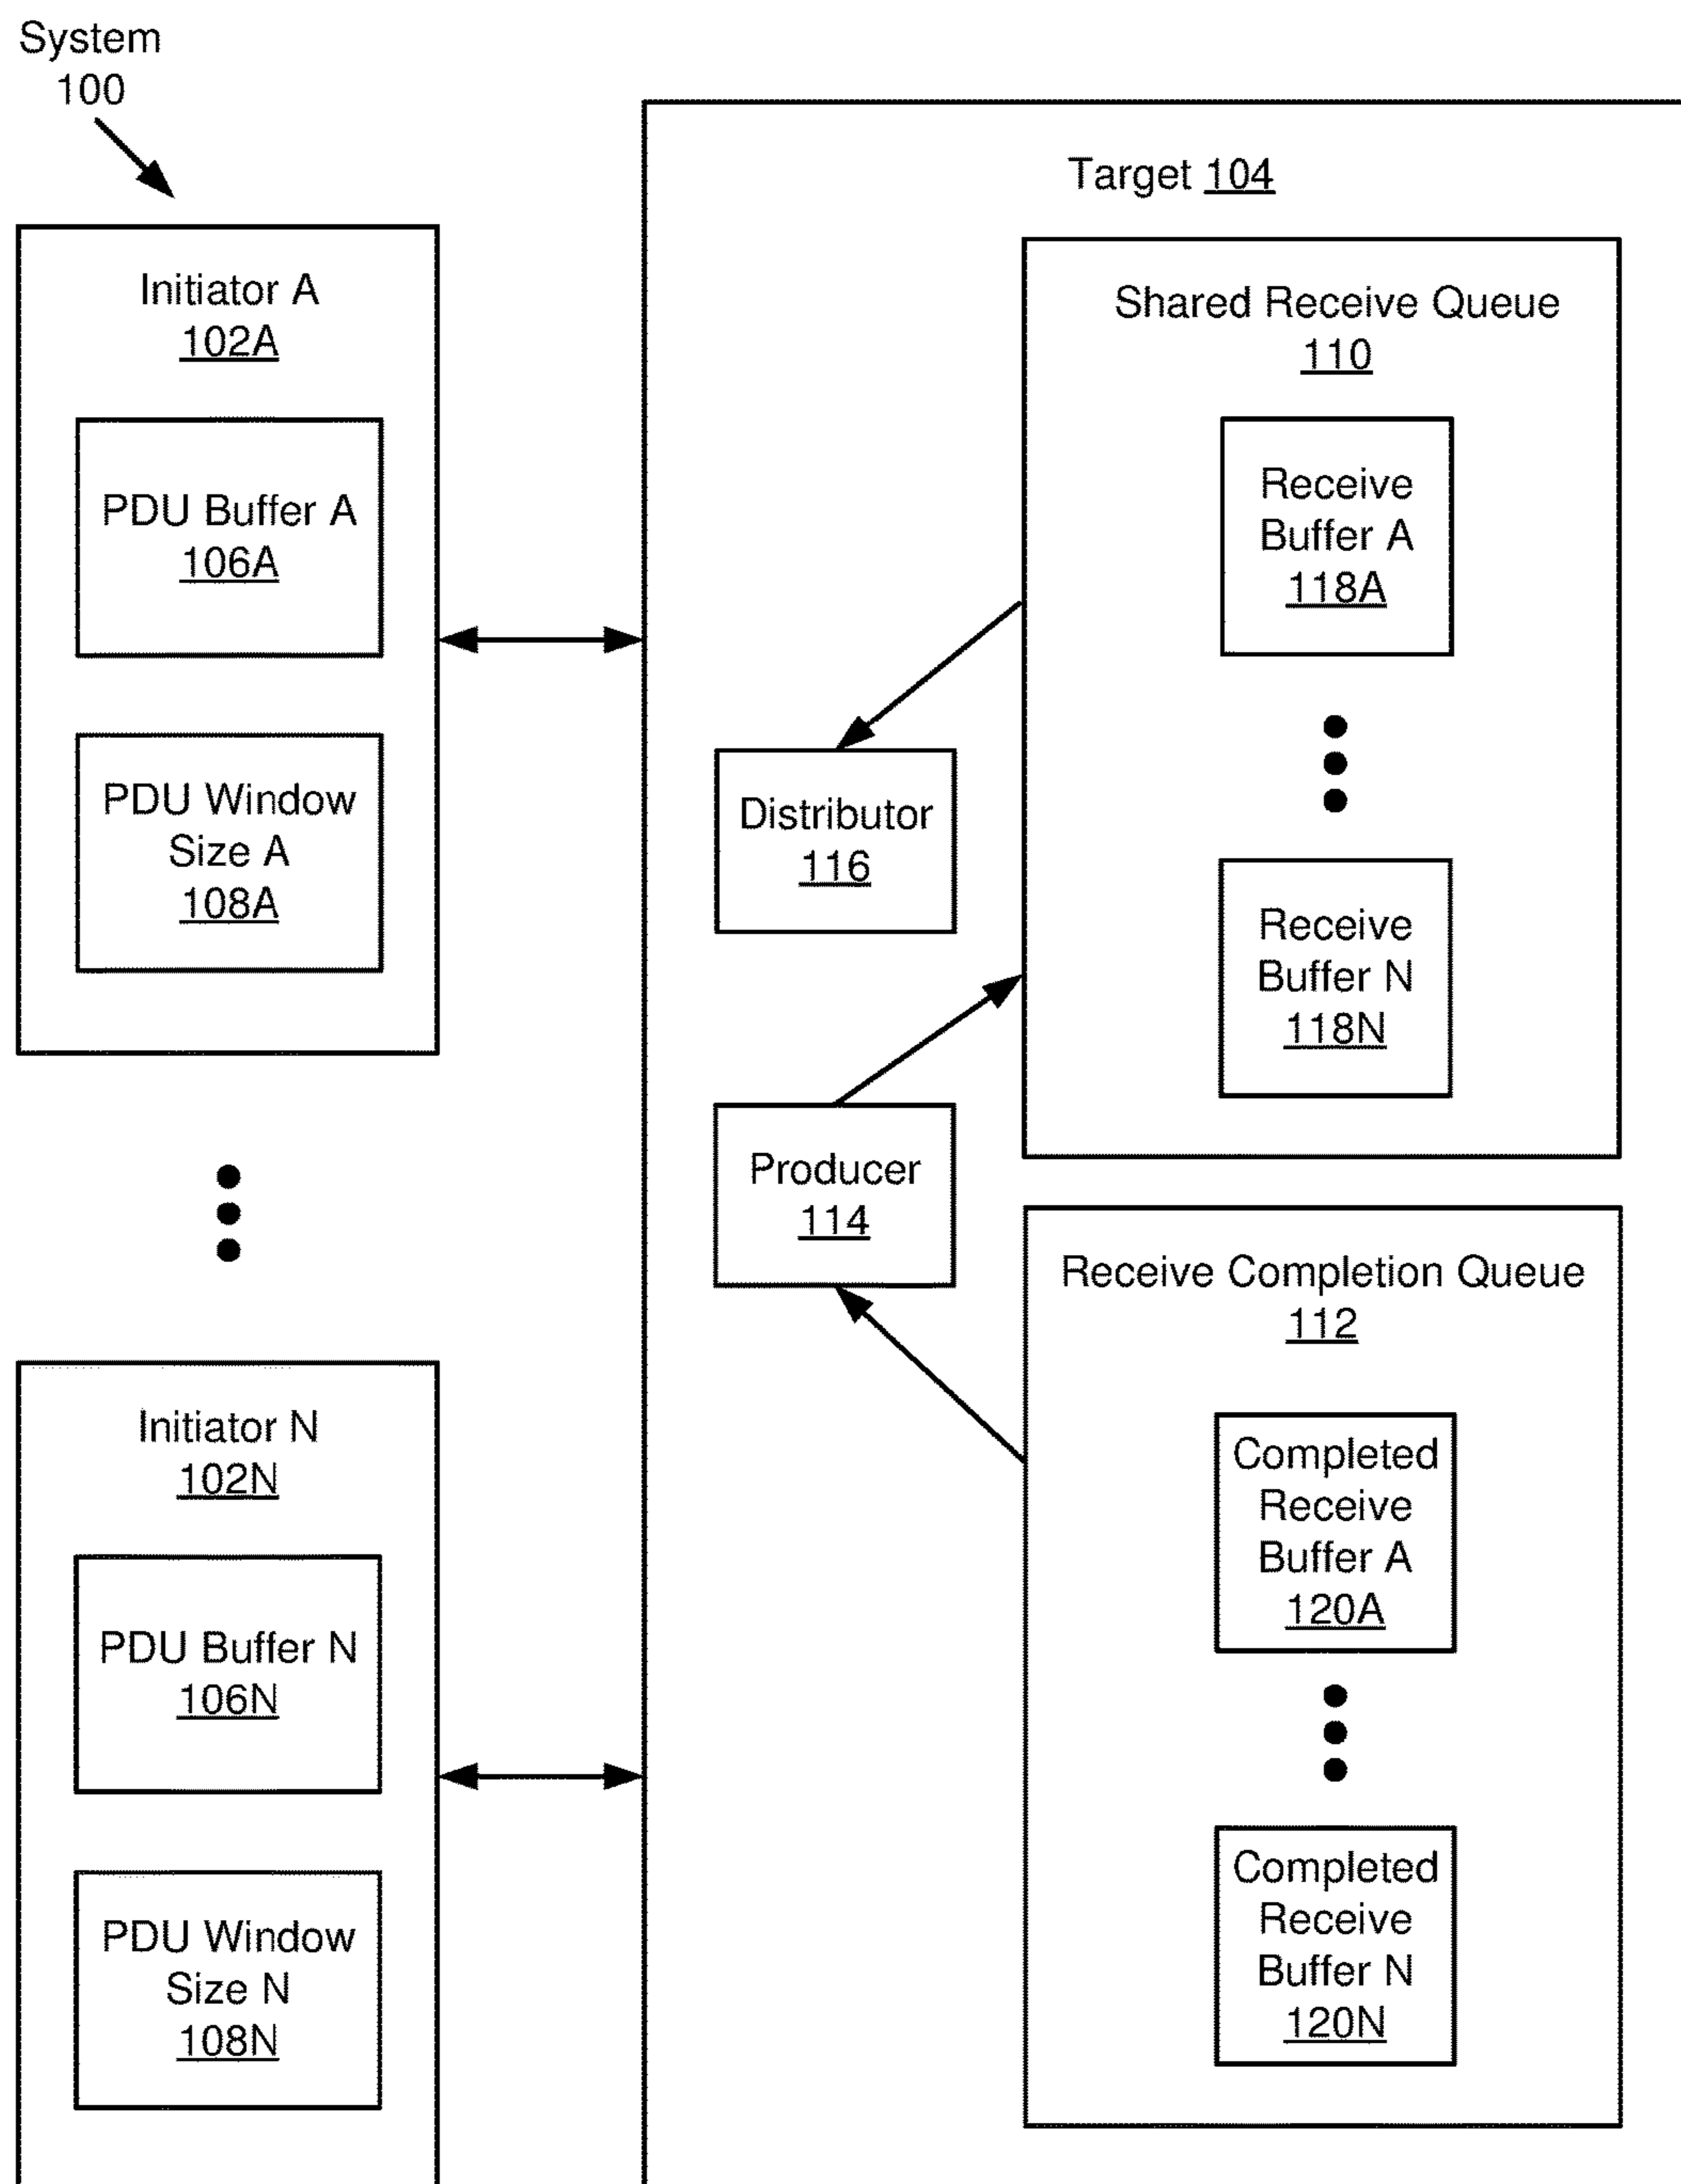 System
100
Initiator A
102A
PDU Buffer A
106A
PDU Window
Size A
108A
Initiator N
102N
PDU Buffer N
106N
PDU Window
Size N
108N
Target 104
Shared Receive Queue
110
Receive
Buffer A
118A
Receive
Buffer N
118N
Distributor
116
Producer
114
Receive Completion Queue
112
Completed
Receive
Buffer A
120A
Completed
Receive
Buffer N
120N